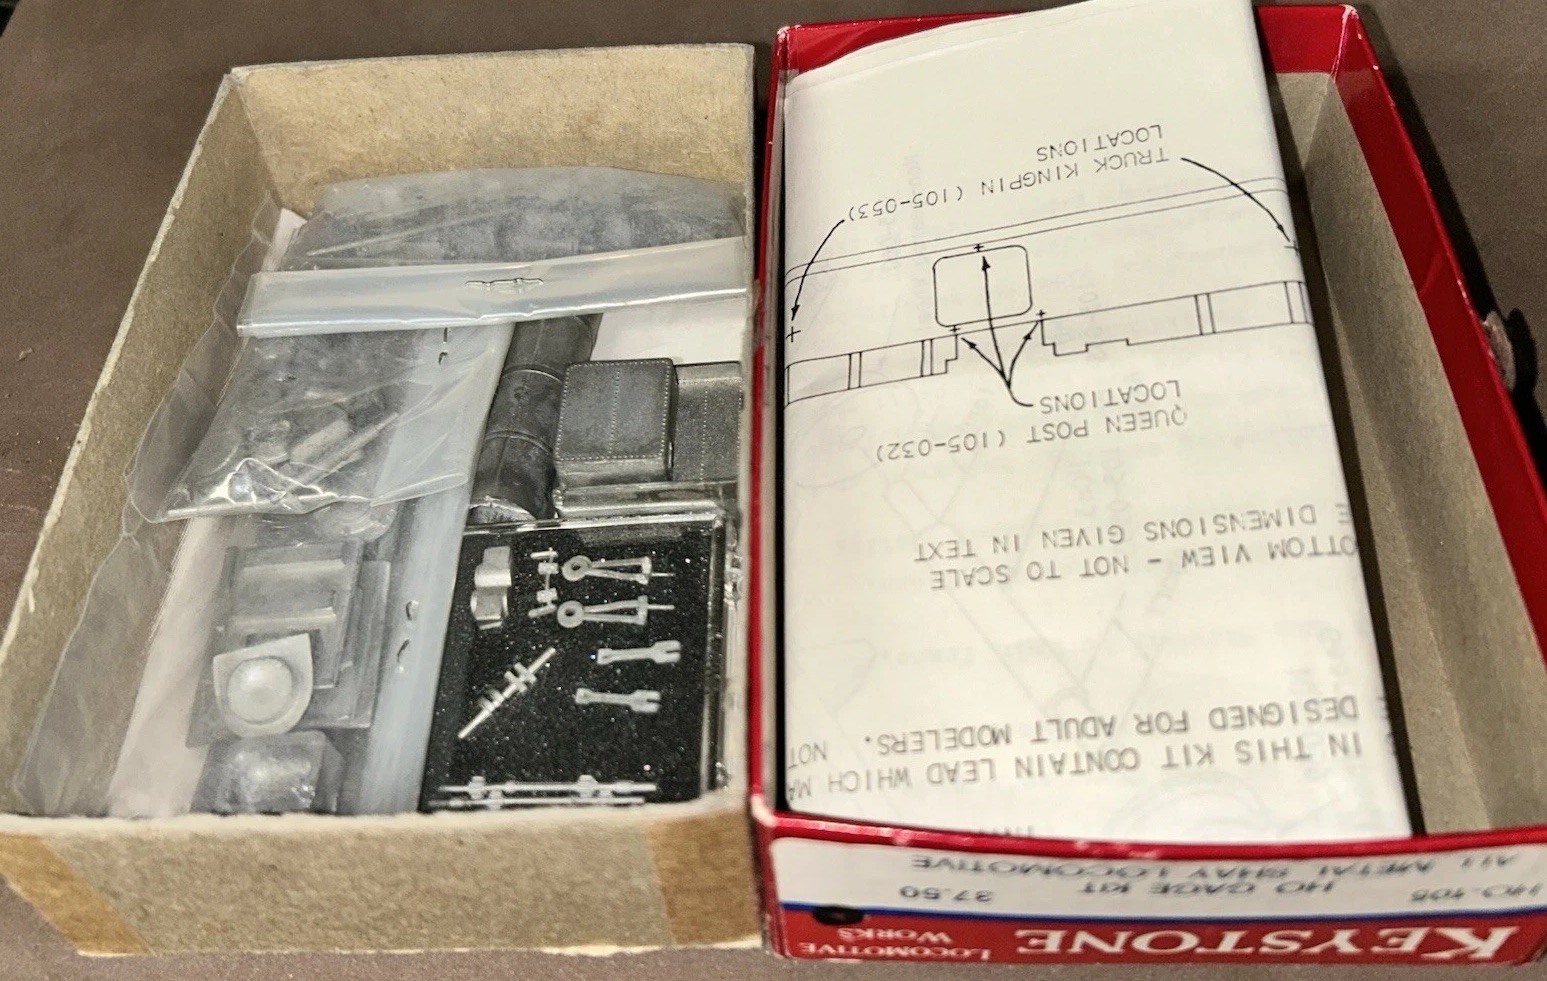 IN THIS KIT CONTAIN LEAD WHICH
DESIGNED FOR ADULT MODELERS. NOT
BOTTOM VIEW - NOT TO SCALE
DIMENSIONS GIVEN IN TEXT
QUEEN POST (105-032)
LOCATIONS
TRUCK KINGPIN (105-053)
LOCATIONS
KEYSTONE LOCOMOTIVE
WORKS
HO-105 HO GAGE KIT 37.50
ALL METAL SHAY LOCOMOTIVE